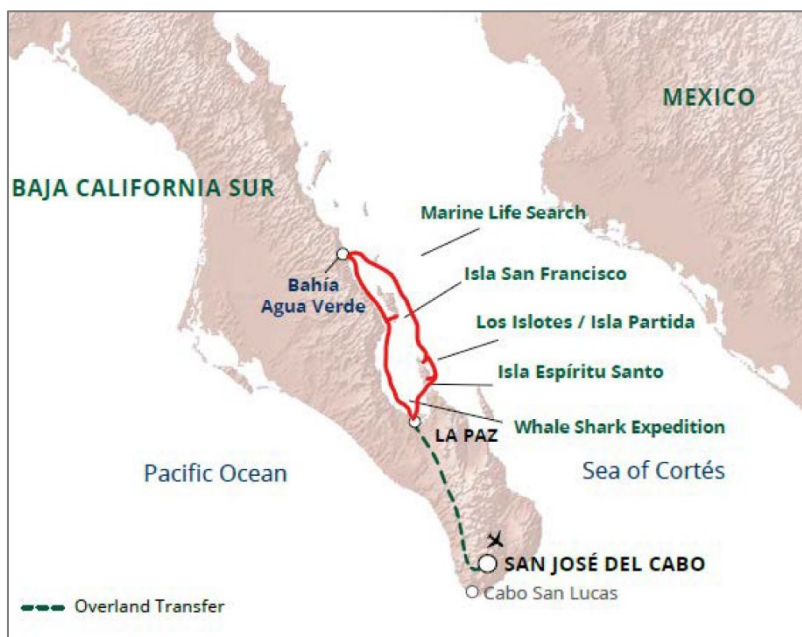 MEXICO
BAJA CALIFORNIA SUR
Marine Life Search
Isla San Francisco
Bahía
Agua Verde
Los Islotes / Isla Partida
Isla Espíritu Santo
Whale Shark Expedition
LA PAZ
Pacific Ocean
Sea of Cortés
SAN JOSÉ DEL CABO
Cabo San Lucas
Overland Transfer